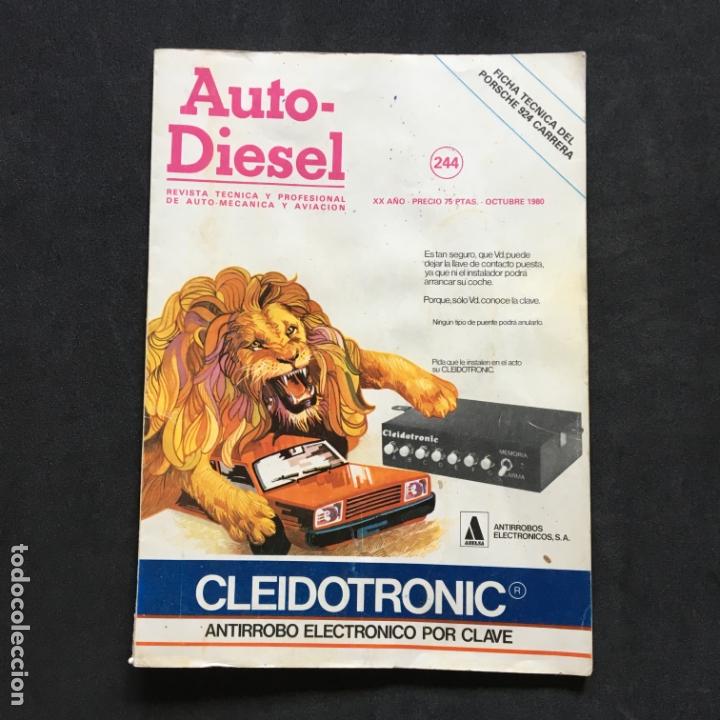 Auto-
Diesel
REVISTA TECNICA Y PROFESIONAL
DE AUTO-MECANICA Y AVIACION
FICHA TECNICA DEL
PORSCHE 924 CARRERA
244
XX AÑO - PRECIO 75 PTAS. - OCTUBRE 1980
Es tan seguro, que Vd. puede
dejar la llave de contacto puesta,
ya que ni el instalador podrá
arrancar su coche.
Porque, sólo Vd. conoce la clave.
Ningún tipo de puente podrá anularlo.
Pida que le instalen en el acto
su CLEIDOTRONIC.
Cleidotronic
MEMORIA
A B C D E
ALARMA
AELSA
ANTIRROBOS
ELECTRONICOS, S.A.
CLEIDOTRONIC ®
ANTIRROBO ELECTRONICO POR CLAVE
todocoleccion